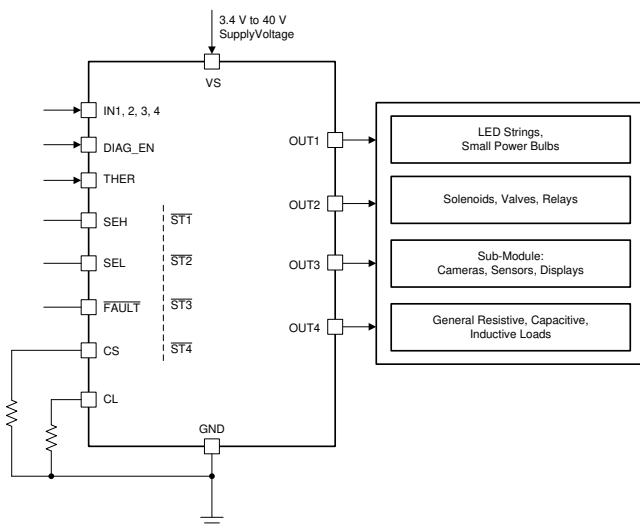 3.4 V to 40 V
SupplyVoltage
VS
IN1, 2, 3, 4
DIAG_EN
THER
SEH
ST1
SEL
ST2
FAULT
ST3
CS
ST4
CL
GND
OUT1
OUT2
OUT3
OUT4
LED Strings,
Small Power Bulbs
Solenoids, Valves, Relays
Sub-Module:
Cameras, Sensors, Displays
General Resistive, Capacitive,
Inductive Loads